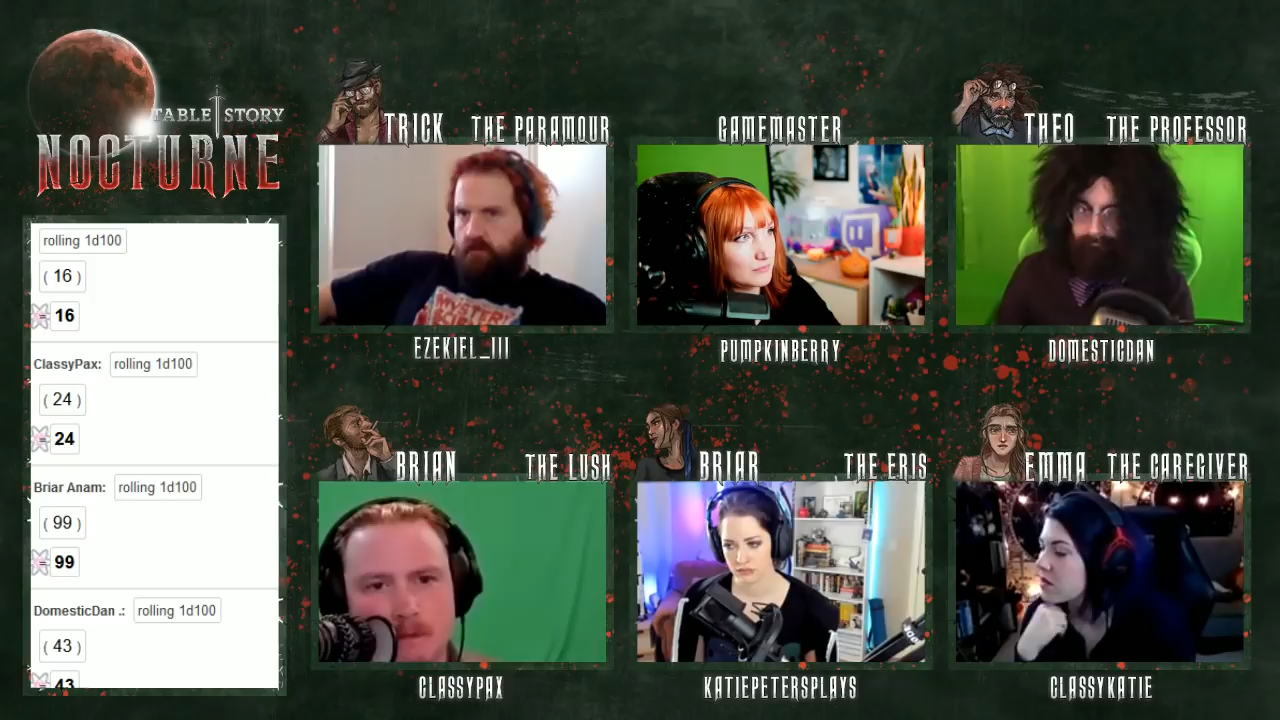 TABLE STORY
NOCTURNE
rolling 1d100
( 16 )
= 16
ClassyPax: rolling 1d100
( 24 )
= 24
Briar Anam: rolling 1d100
( 99 )
= 99
DomesticDan .: rolling 1d100
( 43 )
= 43
TRICK THE PARAMOUR
EZEKIEL_III
GAMEMASTER
PUMPKINBERRY
THEO THE PROFESSOR
DOMESTICDAN
BRIAN THE LUSH
CLASSYPAX
BRIAR THE ERIS
KATIEPETERSPLAYS
EMMA THE CAREGIVER
CLASSYKATIE